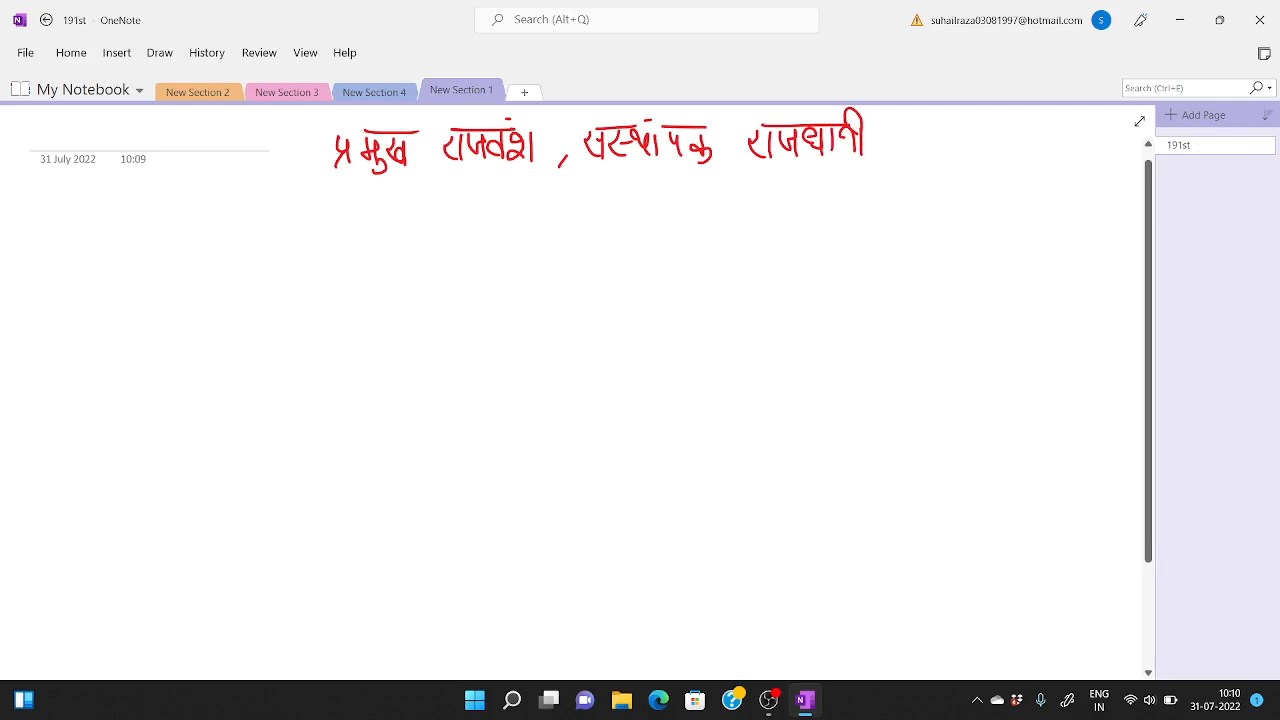 191st - OneNote
Search (Alt+Q)
suhailraza03081997@hotmail.com
S
File Home Insert Draw History Review View Help
My Notebook
New Section 2
New Section 3
New Section 4
New Section 1
+
Search (Ctrl+E)
प्रमुख राजवंश , संस्थापक राजधानी
31 July 2022 10:09
+ Add Page
191st
ENG
IN
10:10
31-07-2022
1